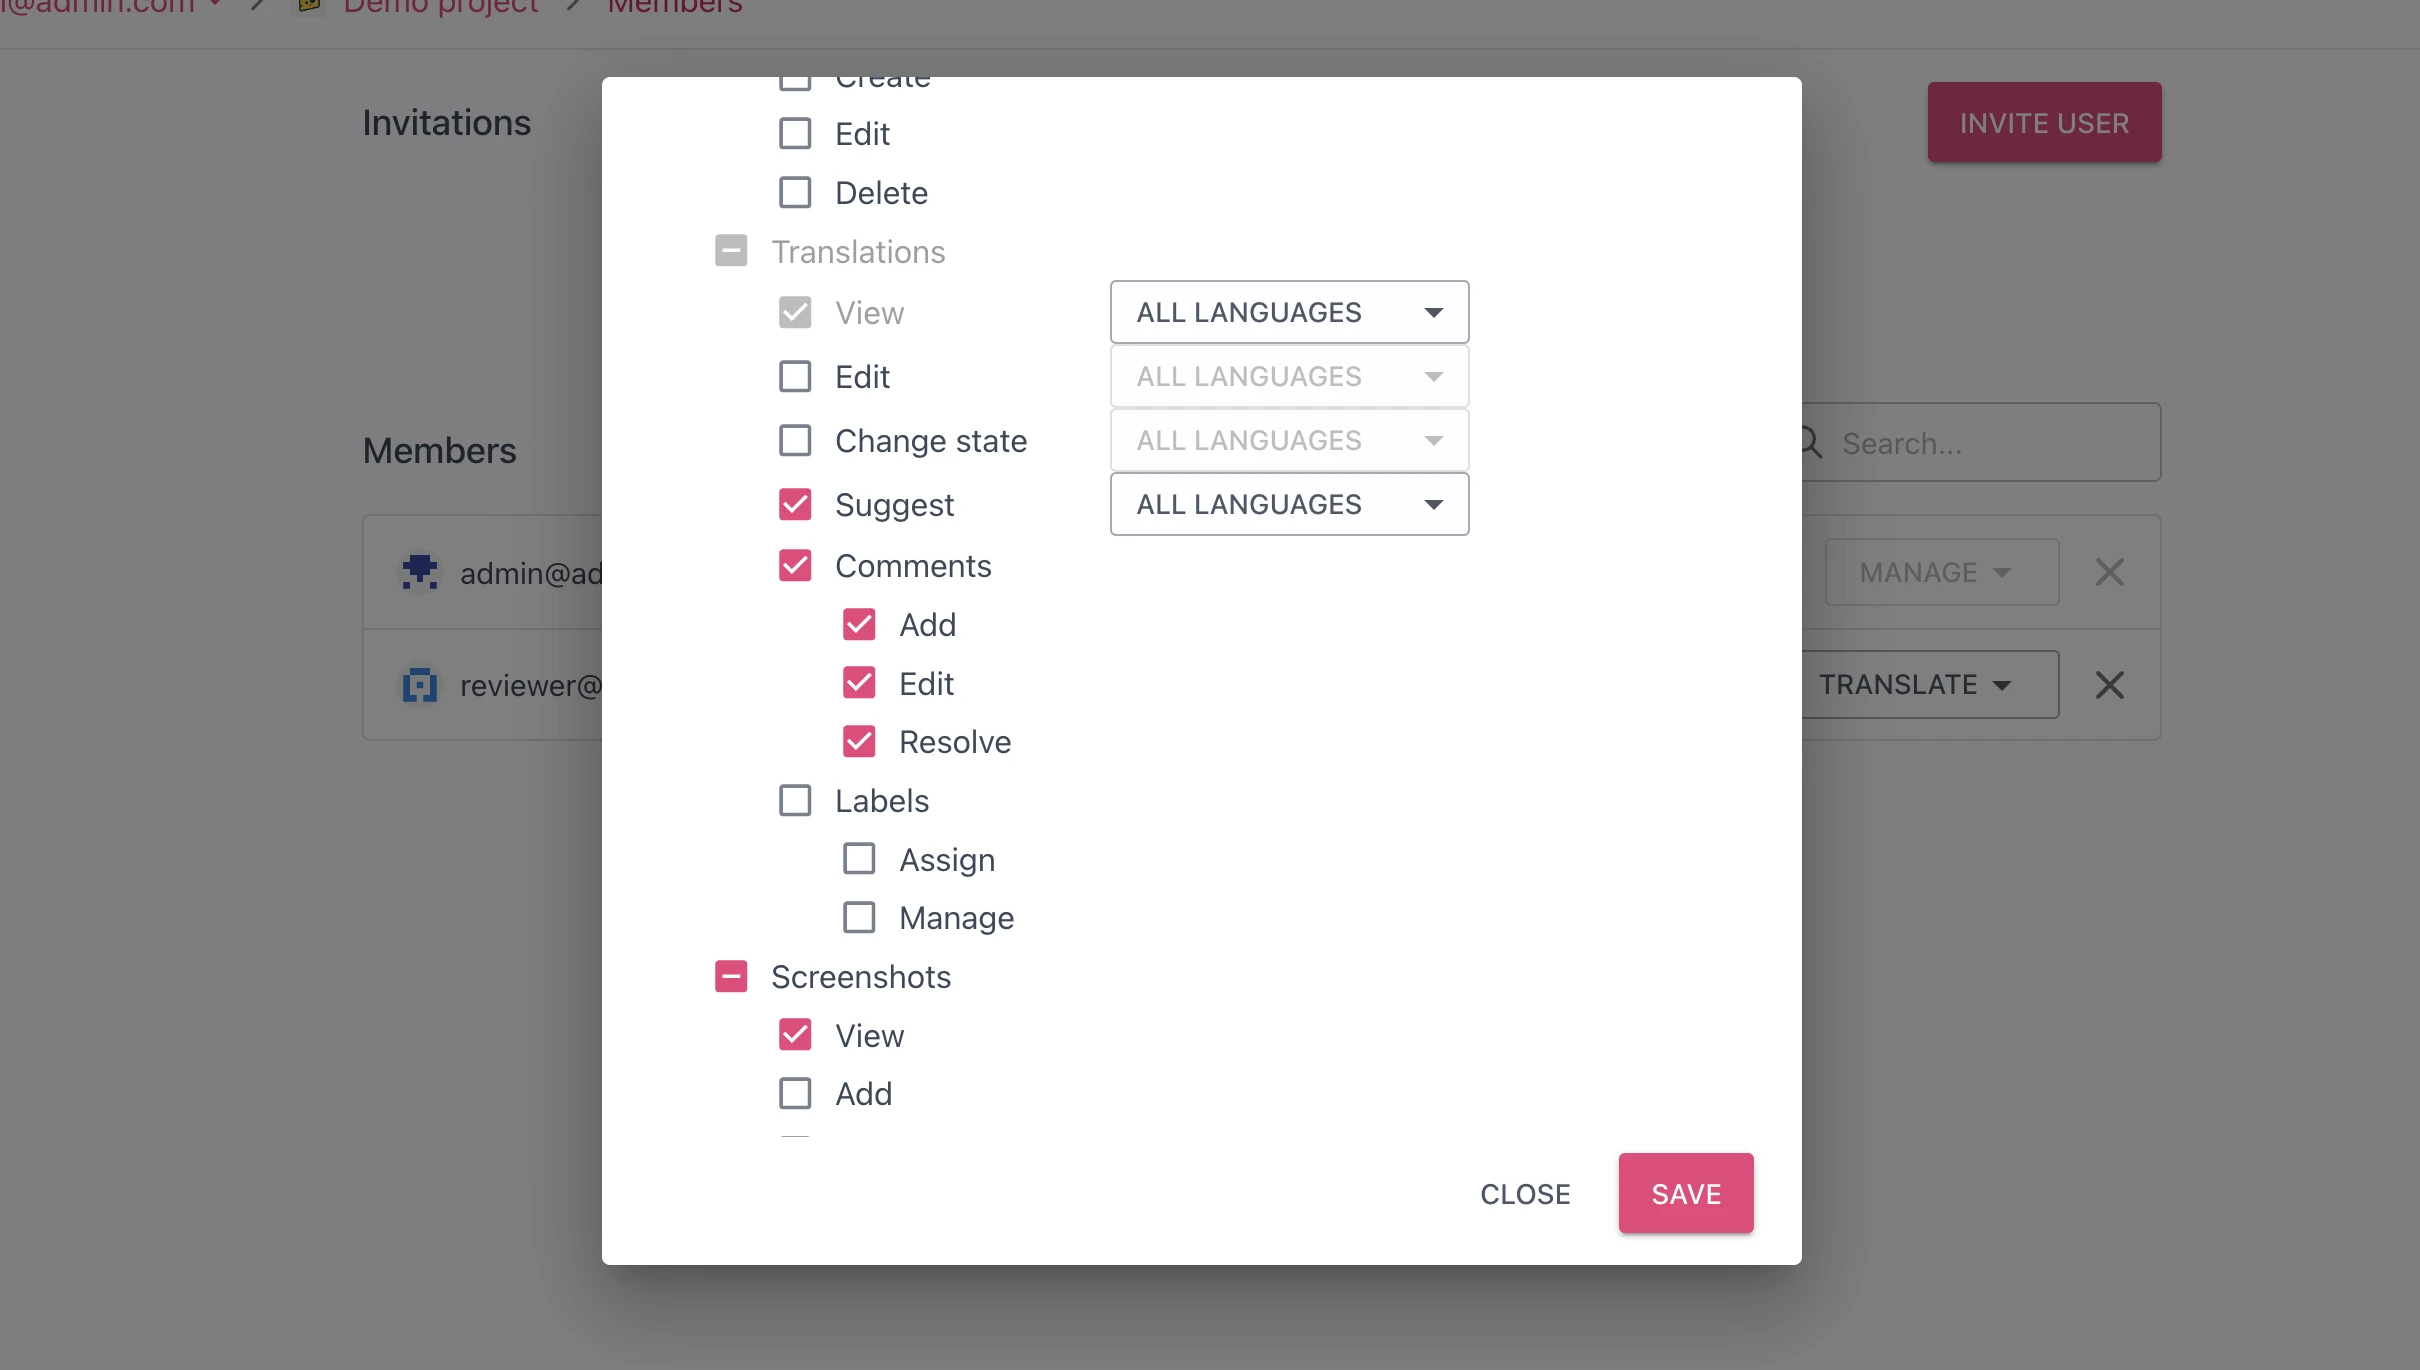 @admin.com / Demo project / Members
Invitations
INVITE USER
Create
Edit
Delete
Translations
View ALL LANGUAGES
Edit ALL LANGUAGES
Change state ALL LANGUAGES
Suggest ALL LANGUAGES
Comments
Add
Edit
Resolve
Labels
Assign
Manage
Screenshots
View
Add
CLOSE SAVE
Members
Search...
admin@ad
MANAGE
reviewer@
TRANSLATE